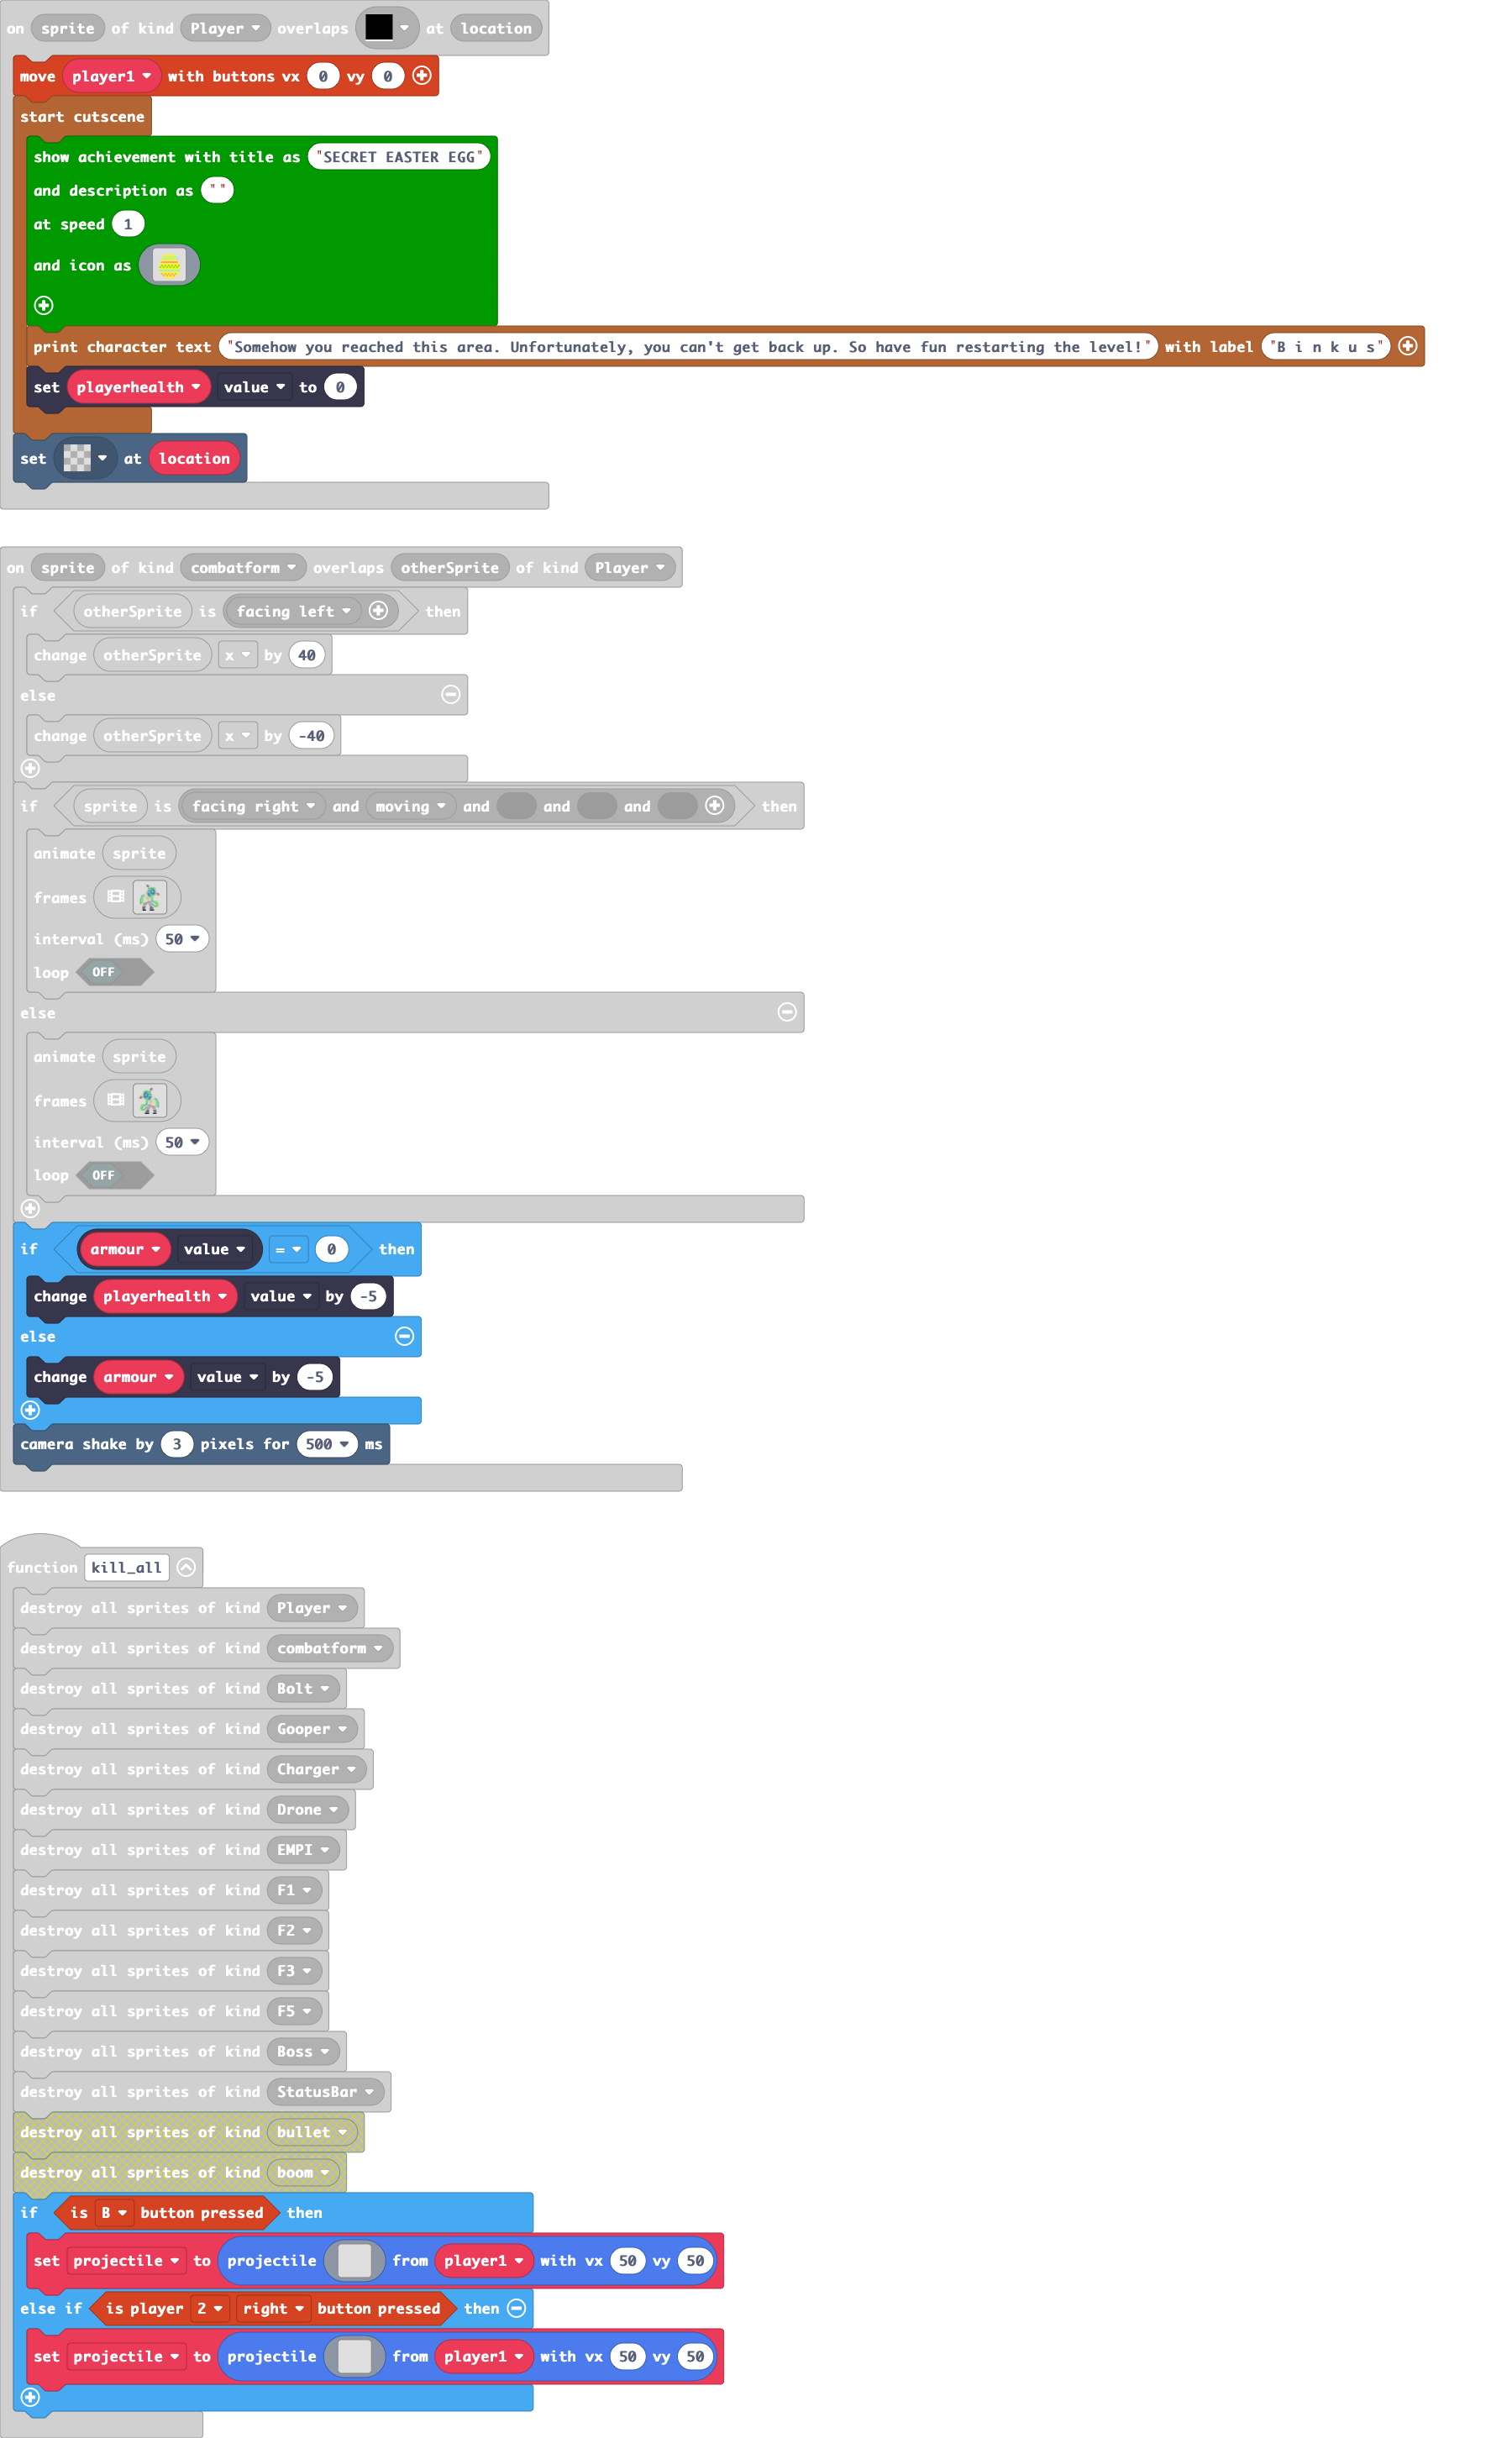 on sprite of kind Player overlaps at location
move player1 with buttons vx 0 vy 0
start cutscene
show achievement with title as "SECRET EASTER EGG"
and description as " "
at speed 1
and icon as
print character text "Somehow you reached this area. Unfortunately, you can't get back up. So have fun restarting the level!" with label "B i n k u s"
set playerhealth value to 0
set at location
on sprite of kind combatform overlaps otherSprite of kind Player
if otherSprite is facing left then
change otherSprite x by 40
else
change otherSprite x by -40
if sprite is facing right and moving and and and then
animate sprite
frames
interval (ms) 50
loop OFF
else
animate sprite
frames
interval (ms) 50
loop OFF
if armour value = 0 then
change playerhealth value by -5
else
change armour value by -5
camera shake by 3 pixels for 500 ms
function kill_all
destroy all sprites of kind Player
destroy all sprites of kind combatform
destroy all sprites of kind Bolt
destroy all sprites of kind Gooper
destroy all sprites of kind Charger
destroy all sprites of kind Drone
destroy all sprites of kind EMPI
destroy all sprites of kind F1
destroy all sprites of kind F2
destroy all sprites of kind F3
destroy all sprites of kind F5
destroy all sprites of kind Boss
destroy all sprites of kind StatusBar
destroy all sprites of kind bullet
destroy all sprites of kind boom
if is B button pressed then
set projectile to projectile from player1 with vx 50 vy 50
else if is player 2 right button pressed then
set projectile to projectile from player1 with vx 50 vy 50